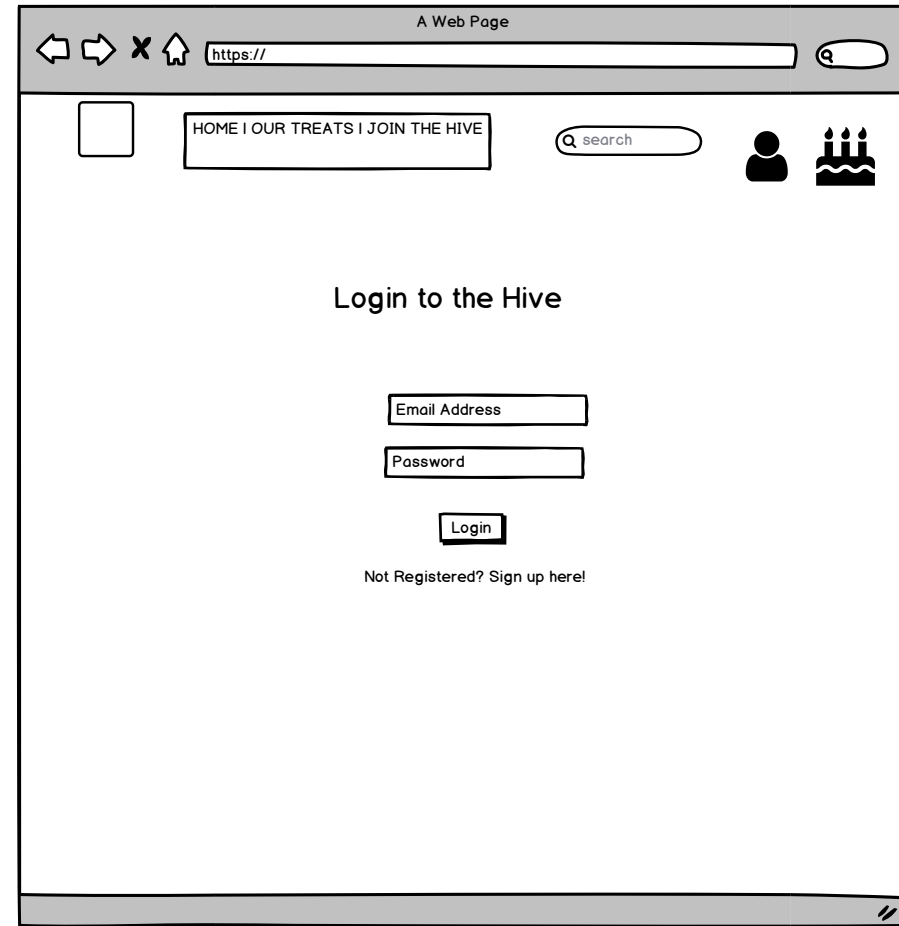 A Web Page
https://
HOME | OUR TREATS | JOIN THE HIVE
search
Login to the Hive
Email Address
Password
Login
Not Registered? Sign up here!